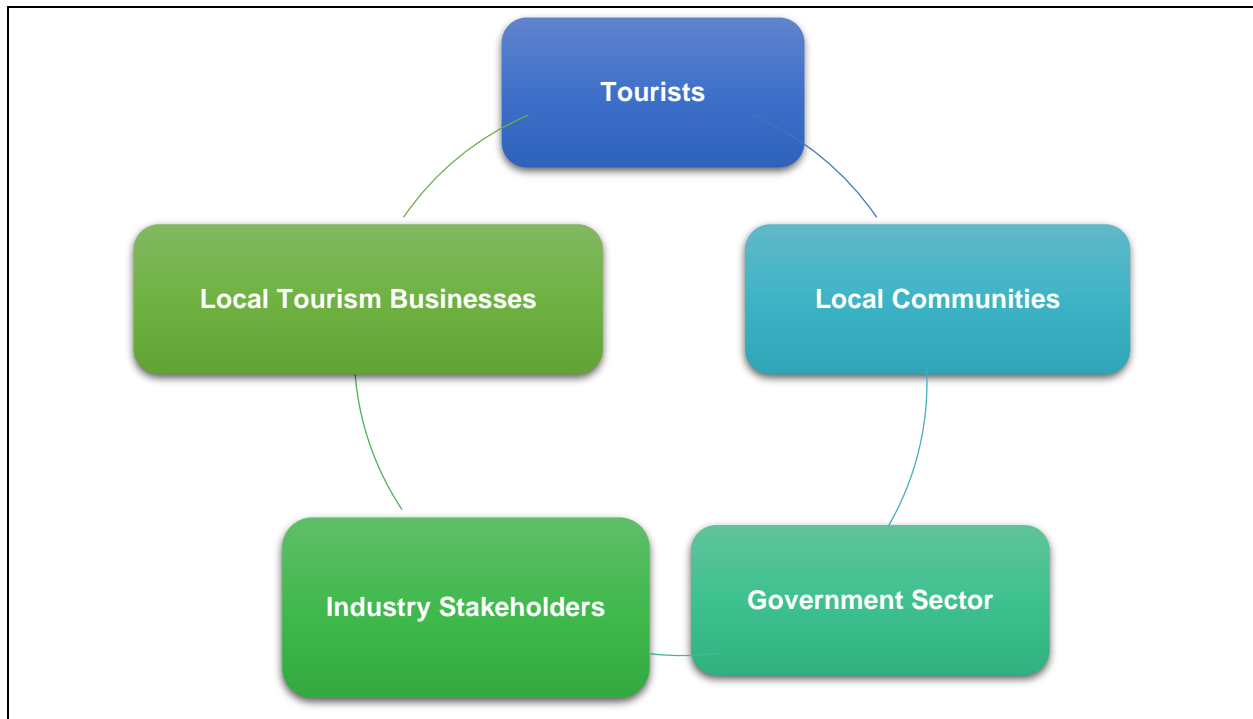 Tourists
Local Tourism Businesses
Local Communities
Industry Stakeholders
Government Sector